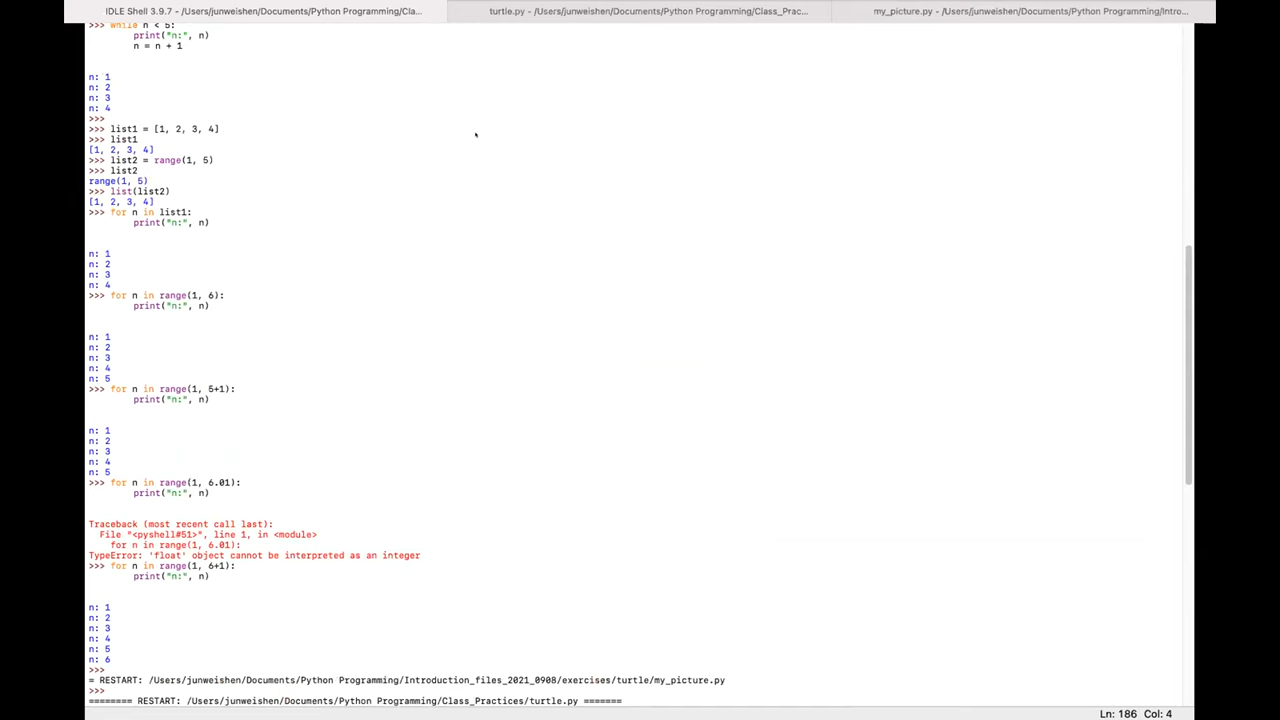 IDLE Shell 3.9.7 - /Users/junweishen/Documents/Python Programming/Cla...
turtle.py - /Users/junweishen/Documents/Python Programming/Class_Prac...
my_picture.py - /Users/junweishen/Documents/Python Programming/Intro...
>>> while n < 5:
print("n:", n)
n = n + 1
n: 1
n: 2
n: 3
n: 4
>>>
>>> list1 = [1, 2, 3, 4]
>>> list1
[1, 2, 3, 4]
>>> list2 = range(1, 5)
>>> list2
range(1, 5)
>>> list(list2)
[1, 2, 3, 4]
>>> for n in list1:
print("n:", n)
n: 1
n: 2
n: 3
n: 4
>>> for n in range(1, 6):
print("n:", n)
n: 1
n: 2
n: 3
n: 4
n: 5
>>> for n in range(1, 5+1):
print("n:", n)
n: 1
n: 2
n: 3
n: 4
n: 5
>>> for n in range(1, 6.01):
print("n:", n)
Traceback (most recent call last):
File "<pyshell#51>", line 1, in <module>
for n in range(1, 6.01):
TypeError: 'float' object cannot be interpreted as an integer
>>> for n in range(1, 6+1):
print("n:", n)
n: 1
n: 2
n: 3
n: 4
n: 5
n: 6
>>>
= RESTART: /Users/junweishen/Documents/Python Programming/Introduction_files_2021_0908/exercises/turtle/my_picture.py
>>>
======== RESTART: /Users/junweishen/Documents/Python Programming/Class_Practices/turtle.py =======
Ln: 186 Col: 4